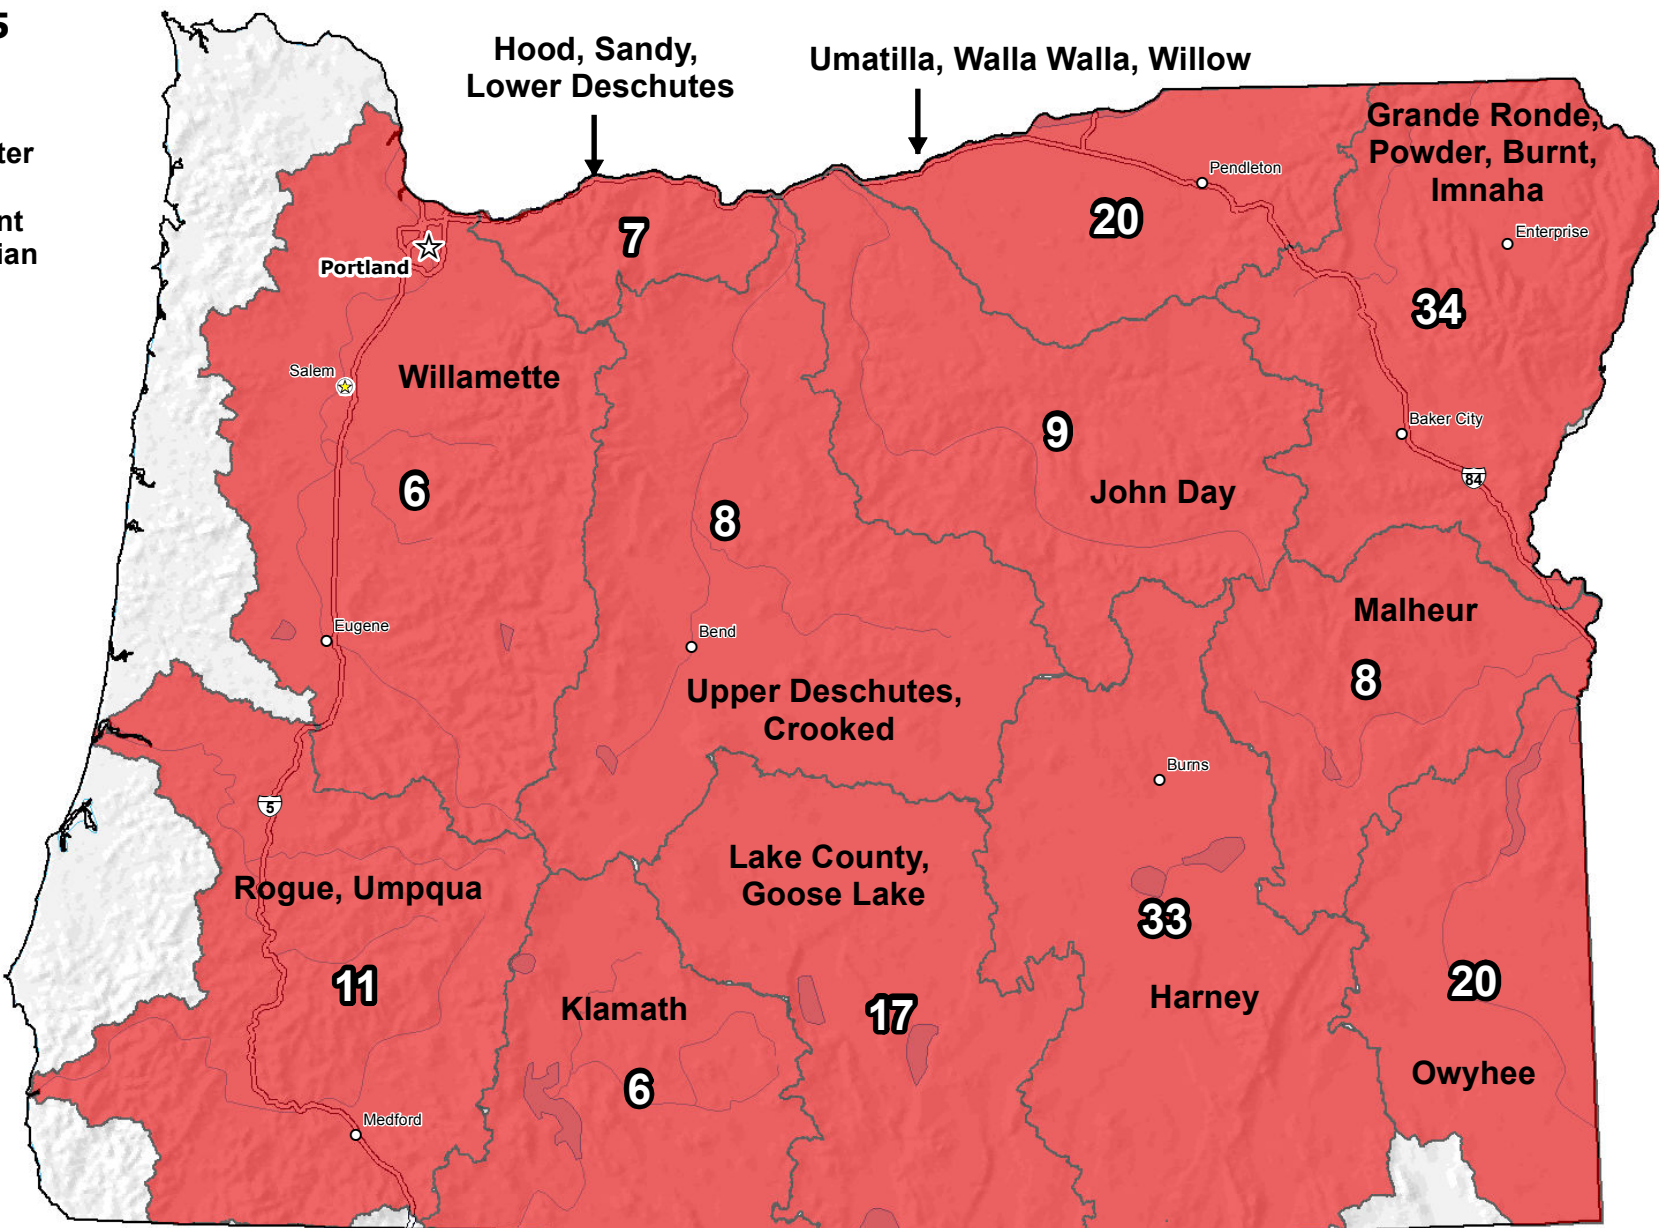 5
Hood, Sandy,
Lower Deschutes
Umatilla, Walla Walla, Willow
Grande Ronde,
Powder, Burnt,
Imnaha
Pendleton
Enterprise
7
20
Portland
34
Salem
Willamette
Baker City
9
84
6
John Day
8
Malheur
Eugene
Bend
8
Upper Deschutes,
Crooked
Burns
5
Lake County,
Goose Lake
Rogue, Umpqua
33
11
Klamath
17
Harney
20
6
Owyhee
Medford